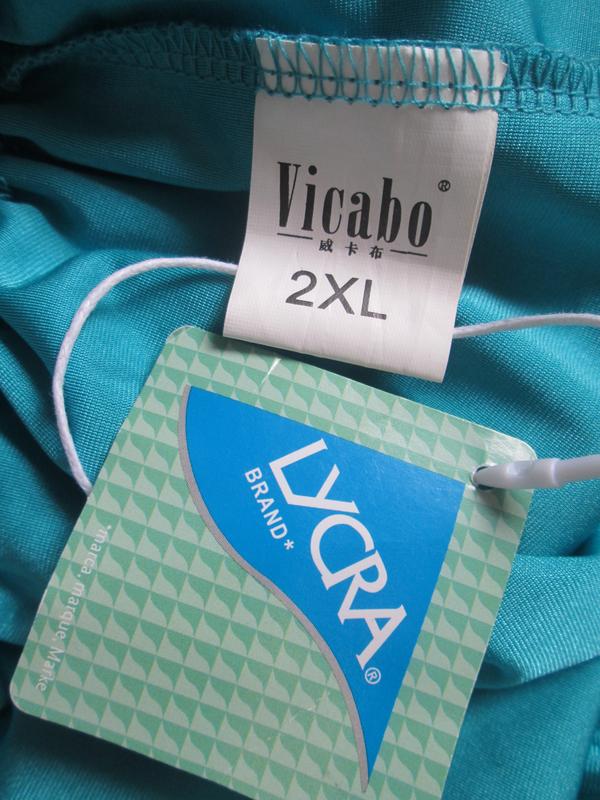 Vicabo®
威卡布
2XL
LYCRA®
BRAND*
*marca, marque, Marke